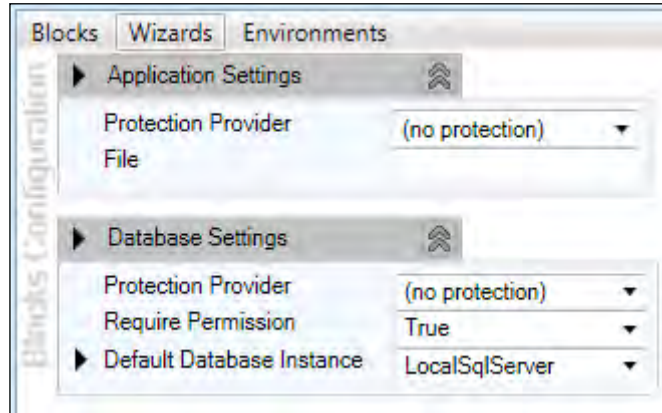 Blocks Wizards Environments
Blocks Configuration
Application Settings
Protection Provider (no protection)
File
Database Settings
Protection Provider (no protection)
Require Permission True
Default Database Instance LocalSqlServer